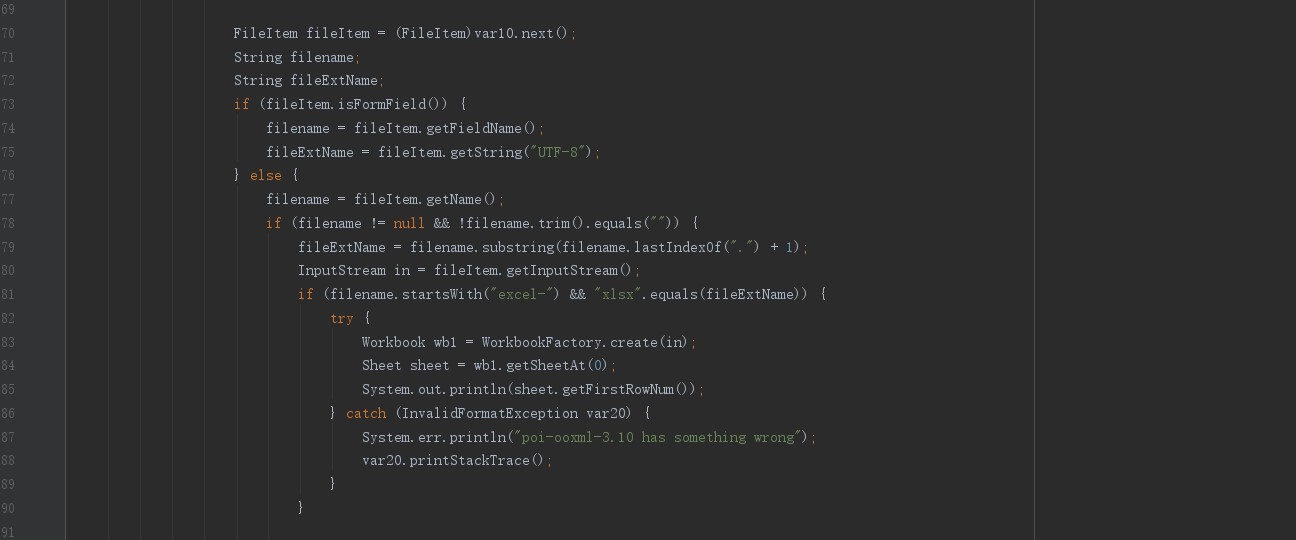 69
70 FileItem fileItem = (FileItem)var10.next();
71 String filename;
72 String fileExtName;
73 if (fileItem.isFormField()) {
74 filename = fileItem.getFieldName();
75 fileExtName = fileItem.getString("UTF-8");
76 } else {
77 filename = fileItem.getName();
78 if (filename != null && !filename.trim().equals("")) {
79 fileExtName = filename.substring(filename.lastIndexOf(".") + 1);
80 InputStream in = fileItem.getInputStream();
81 if (filename.startsWith("excel-") && "xlsx".equals(fileExtName)) {
82 try {
83 Workbook wb1 = WorkbookFactory.create(in);
84 Sheet sheet = wb1.getSheetAt(0);
85 System.out.println(sheet.getFirstRowNum());
86 } catch (InvalidFormatException var20) {
87 System.err.println("poi-ooxml-3.10 has something wrong");
88 var20.printStackTrace();
89 }
90 }
91